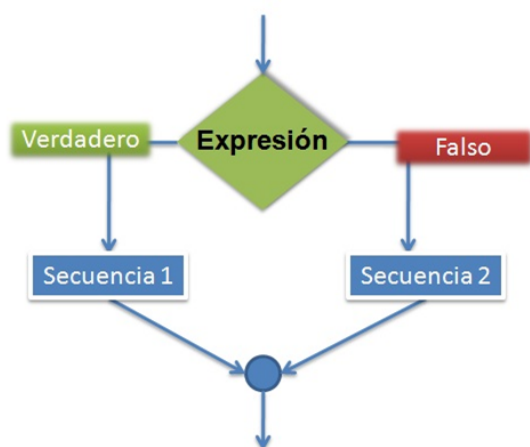 Expresión
Verdadero
Falso
Secuencia 1
Secuencia 2